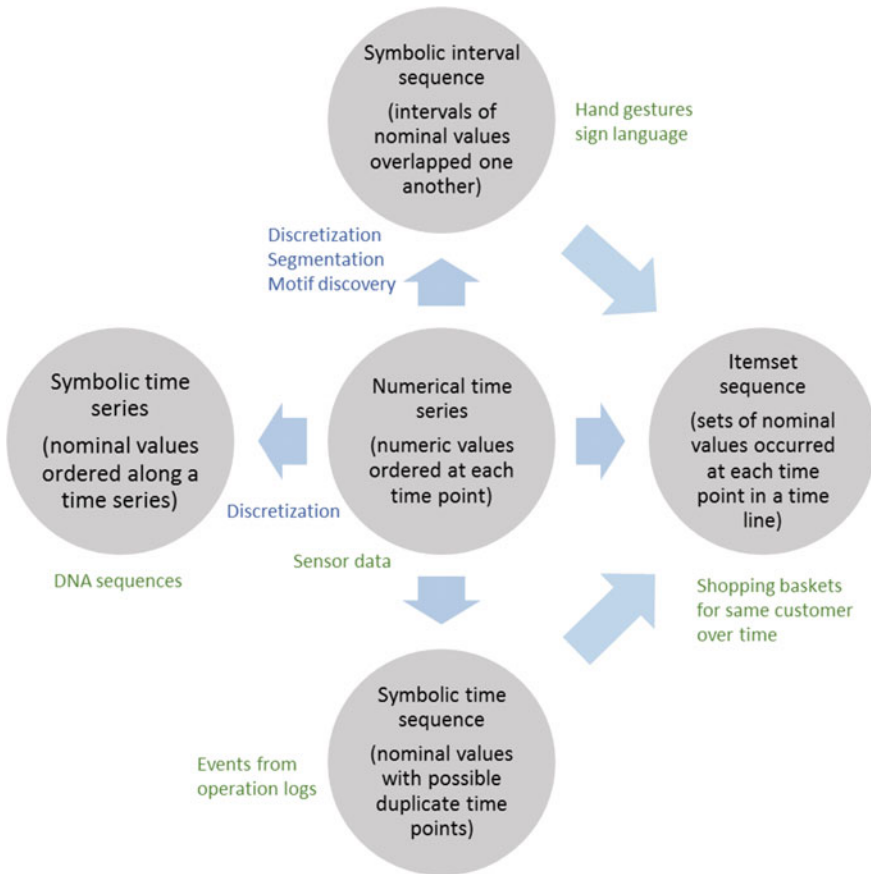 Symbolic interval
sequence
(intervals of
nominal values
overlapped one
another)
Hand gestures
sign language
Discretization
Segmentation
Motif discovery
Symbolic time
series
(nominal values
ordered along a
time series)
Numerical time
series
(numeric values
ordered at each
time point)
Itemset
sequence
(sets of nominal
values occurred
at each time
point in a time
line)
Discretization
Sensor data
DNA sequences
Shopping baskets
for same customer
over time
Symbolic time
sequence
(nominal values
with possible
duplicate time
points)
Events from
operation logs